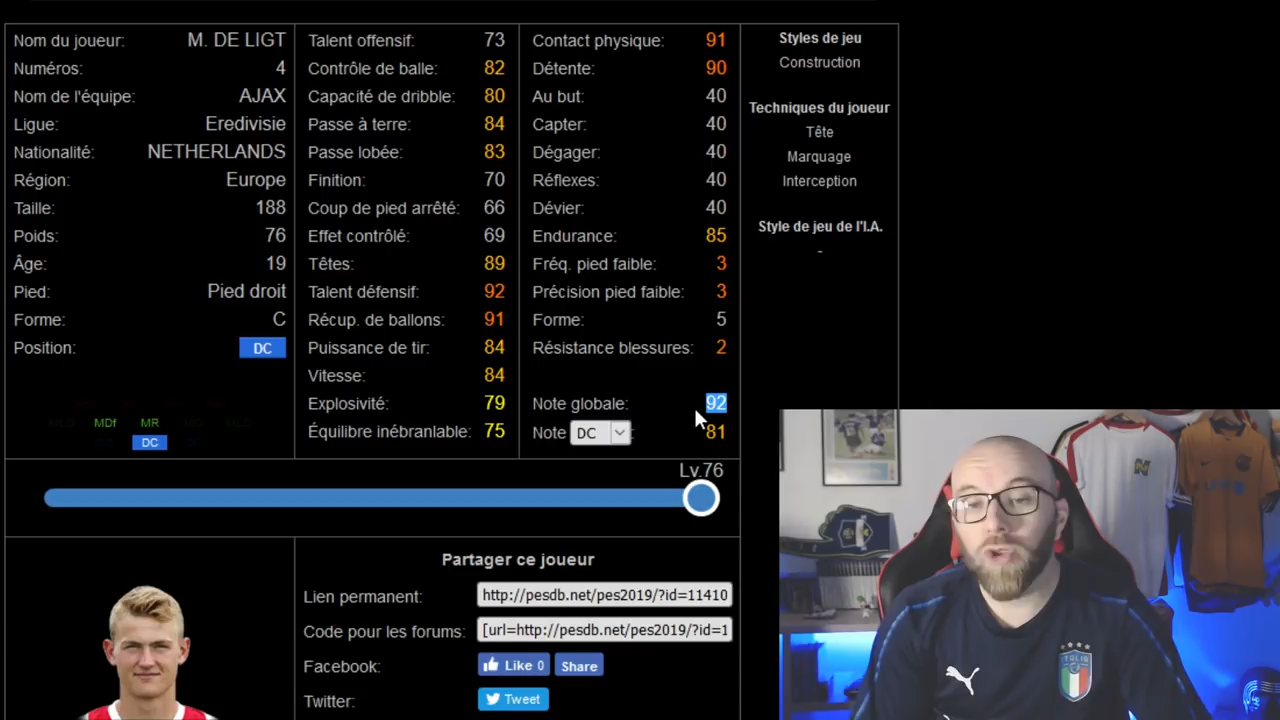 Nom du joueur: M. DE LIGT
Numéros: 4
Nom de l'équipe: AJAX
Ligue: Eredivisie
Nationalité: NETHERLANDS
Région: Europe
Taille: 188
Poids: 76
Âge: 19
Pied: Pied droit
Forme: C
Position: DC
MDf MR
DC
Talent offensif: 73
Contrôle de balle: 82
Capacité de dribble: 80
Passe à terre: 84
Passe lobée: 83
Finition: 70
Coup de pied arrêté: 66
Effet contrôlé: 69
Têtes: 89
Talent défensif: 92
Récup. de ballons: 91
Puissance de tir: 84
Vitesse: 84
Explosivité: 79
Équilibre inébranlable: 75
Contact physique: 91
Détente: 90
Au but: 40
Capter: 40
Dégager: 40
Réflexes: 40
Dévier: 40
Endurance: 85
Fréq. pied faible: 3
Précision pied faible: 3
Forme: 5
Résistance blessures: 2
Note globale: 92
Note DC : 81
Styles de jeu
Construction
Techniques du joueur
Tête
Marquage
Interception
Style de jeu de l'I.A.
-
Lv.76
Partager ce joueur
Lien permanent: http://pesdb.net/pes2019/?id=11410
Code pour les forums: [url=http://pesdb.net/pes2019/?id=1
Facebook: Like 0 Share
Twitter: Tweet
ITALIA